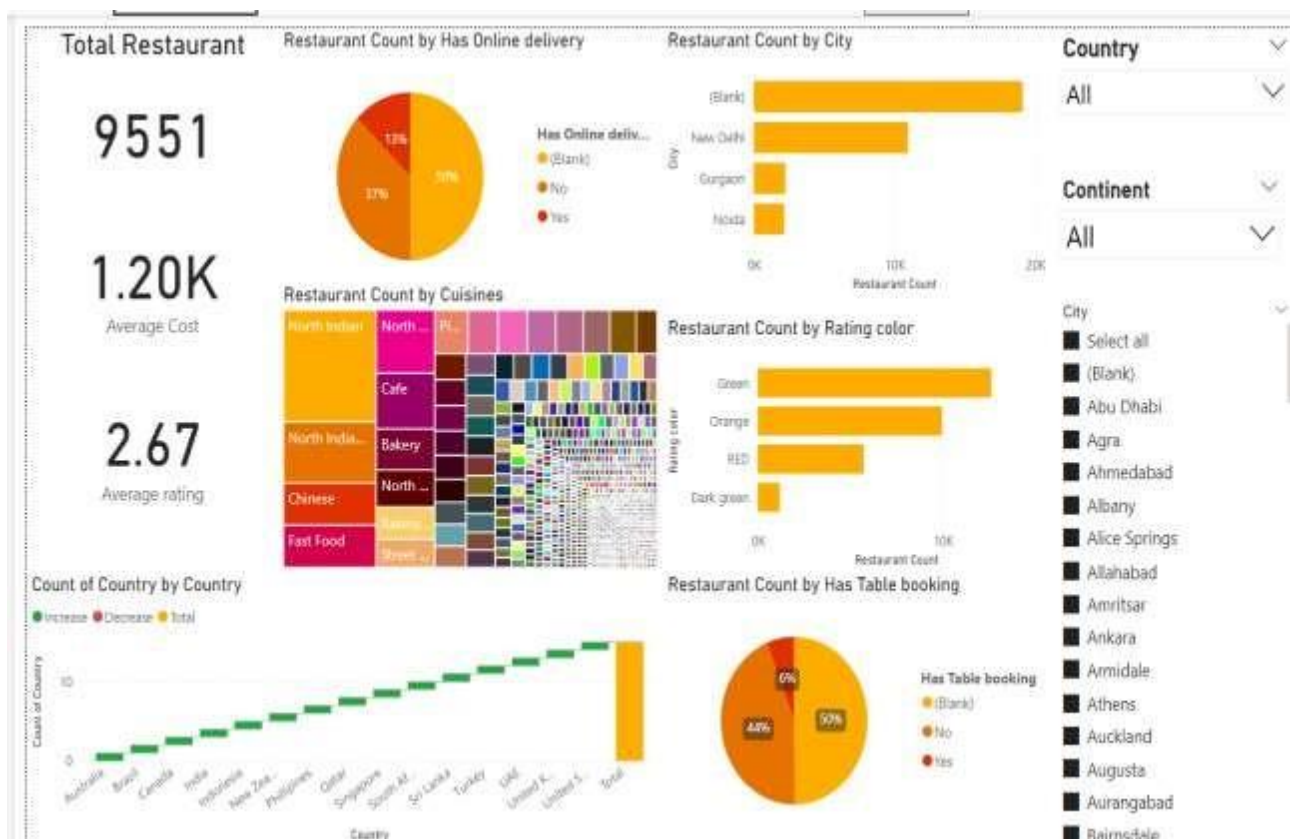 Total Restaurant
9551
1.20K
Average Cost
2.67
Average rating
Restaurant Count by Has Online delivery
13%
37%
50%
Has Online deliv...
(Blank)
No
Yes
Restaurant Count by City
City
(Blank)
New Delhi
Gurgaon
Noida
0K
10K
20K
Restaurant Count
Country
All
Continent
All
City
Select all
(Blank)
Abu Dhabi
Agra
Ahmedabad
Albany
Alice Springs
Allahabad
Amritsar
Ankara
Armidale
Athens
Auckland
Augusta
Aurangabad
Bairnsdale
Restaurant Count by Cuisines
North Indian
North India...
Chinese
Fast Food
North ...
Cafe
Bakery
North ...
Street ...
Pi...
Restaurant Count by Rating color
Rating color
Green
Orange
RED
Dark green
0K
10K
Restaurant Count
Count of Country by Country
Increase Decrease Total
Count of Country
10
0
Australia
Brazil
Canada
India
Indonesia
New Zea...
Philippines
Qatar
Singapore
South Af...
Sri Lanka
Turkey
UAE
United K...
United S...
Total
Country
Restaurant Count by Has Table booking
6%
44%
50%
Has Table booking
(Blank)
No
Yes